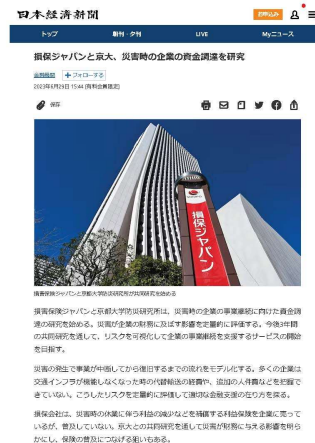 日本経済新聞
お申込み
トップ
朝刊・夕刊
LIVE
Myニュース
損保ジャパンと京大、災害時の企業の資金調達を研究
金融機関
+フォローする
2023年6月29日 15:44 [有料会員限定]
保存
損保ジャパン
損害保険ジャパンと京都大学防災研究所が共同研究を始める
損害保険ジャパンと京都大学防災研究所は、災害時の企業の事業継続に向けた資金調
達の研究を始める。災害が企業の財務に及ぼす影響を定量的に評価する。今後3年間
の共同研究を通して、リスクを可視化して企業の事業継続を支援するサービスの開始
を目指す。
災害の発生で事業が中断してから復旧するまでの流れをモデル化する。多くの企業は
交通インフラが機能しなくなった時の代替輸送の経費や、追加の人件費などを把握で
きていない。こうしたリスクを定量的に評価して適切な金融支援の在り方を探る。
損保会社は、災害時の休業に伴う利益の減少などを補償する利益保険を企業に売って
いるが、普及していない。京大との共同研究を通して災害が財務に与える影響を明ら
かにし、保険の普及につなげる狙いもある。